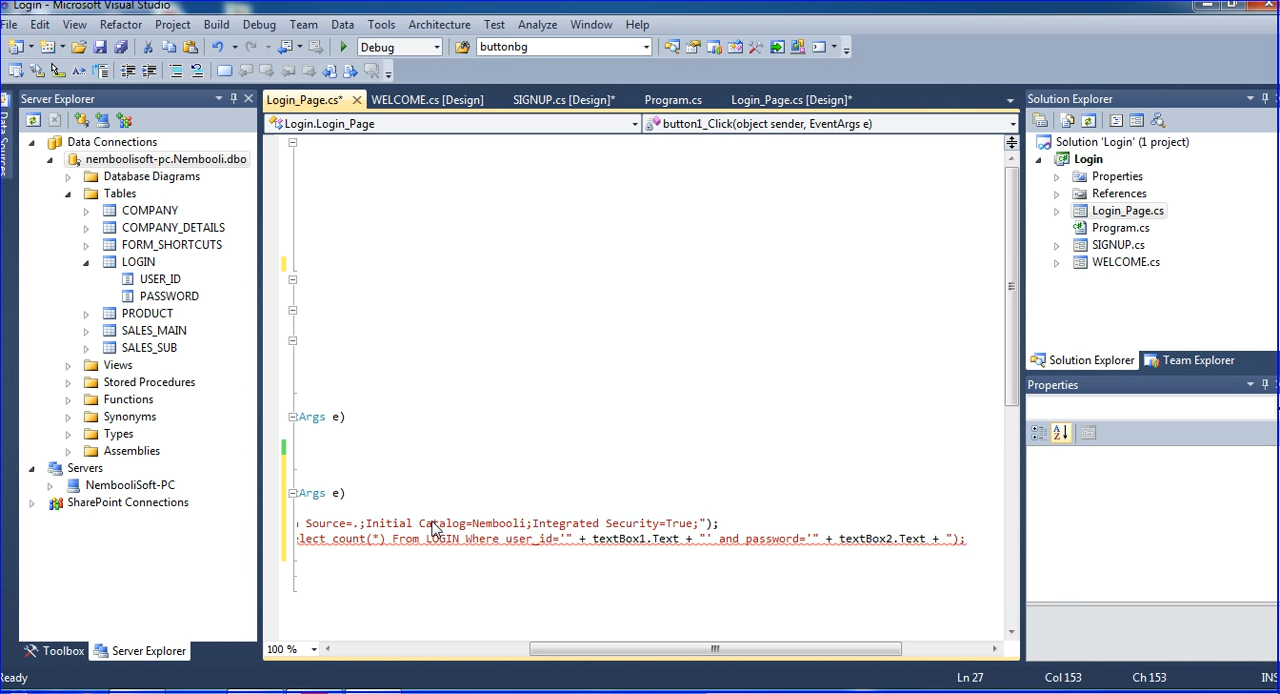 Login - Microsoft Visual Studio
File Edit View Refactor Project Build Debug Team Data Tools Architecture Test Analyze Window Help
Debug buttonbg
Server Explorer
Login_Page.cs* WELCOME.cs [Design] SIGNUP.cs [Design]* Program.cs Login_Page.cs [Design]*
Solution Explorer
Data Sources
Login.Login_Page
button1_Click(object sender, EventArgs e)
Data Connections
nemboolisoft-pc.Nembooli.dbo
Database Diagrams
Tables
COMPANY
COMPANY_DETAILS
FORM_SHORTCUTS
LOGIN
USER_ID
PASSWORD
PRODUCT
SALES_MAIN
SALES_SUB
Views
Stored Procedures
Functions
Synonyms
Types
Assemblies
Servers
NembooliSoft-PC
SharePoint Connections
Toolbox Server Explorer
:Args e)
:Args e)
Source=.;Initial Catalog=Nembooli;Integrated Security=True;");
lect count(*) From LOGIN Where user_id='" + textBox1.Text + "' and password='" + textBox2.Text + ");
100 %
Solution 'Login' (1 project)
Login
Properties
References
Login_Page.cs
Program.cs
SIGNUP.cs
WELCOME.cs
Solution Explorer Team Explorer
Properties
Ready Ln 27 Col 153 Ch 153 INS